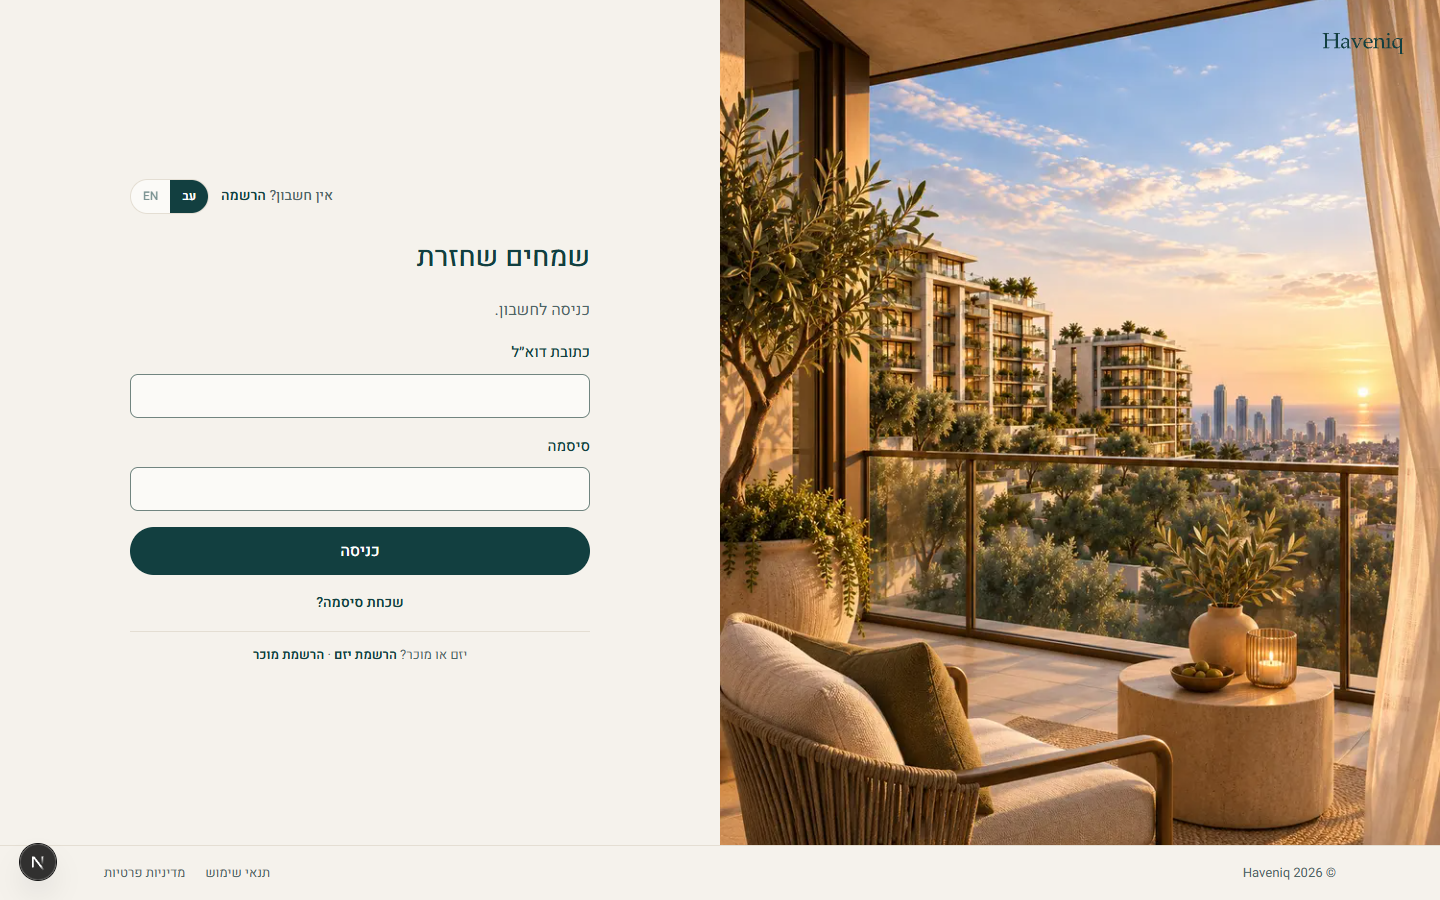 Haveniq
אין חשבון? הרשמה
עב EN
שמחים שחזרת
כניסה לחשבון.
כתובת דוא״ל
סיסמה
כניסה
שכחת סיסמה?
יזם או מוכר? הרשמת יזם · הרשמת מוכר
© Haveniq 2026
תנאי שימוש מדיניות פרטיות
N